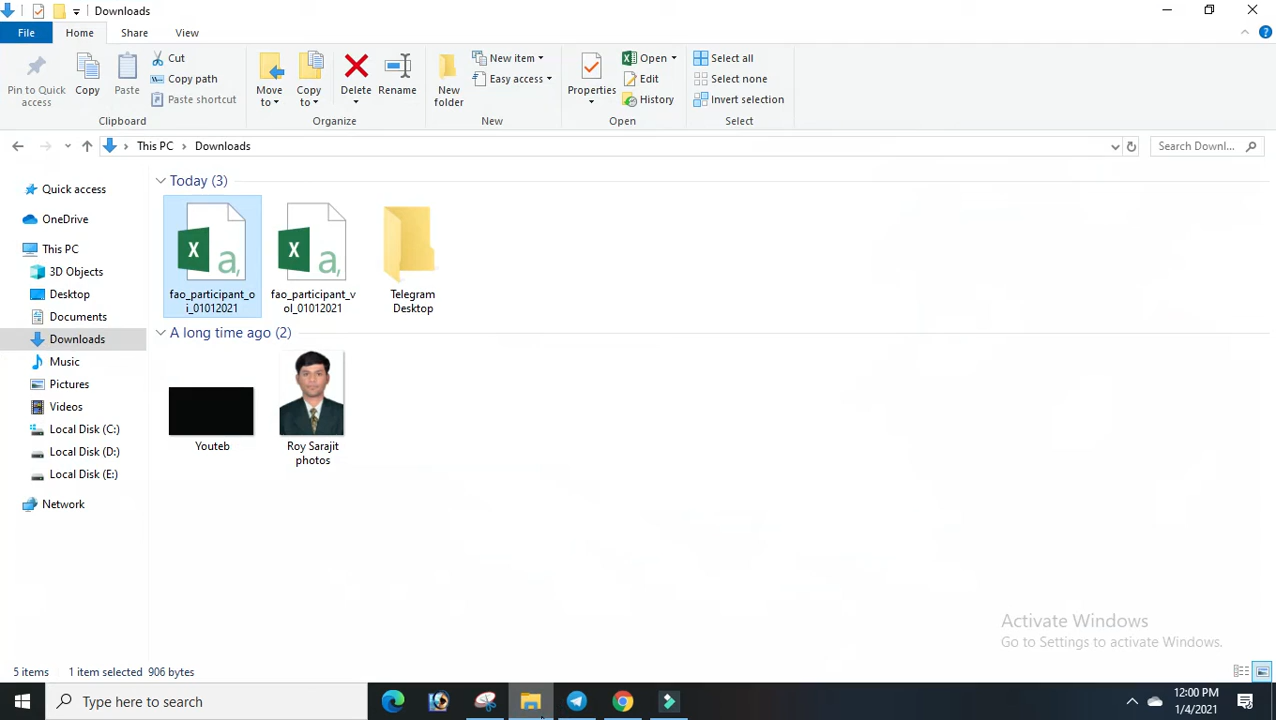 Downloads
File
Home
Share
View
Pin to Quick access
Copy
Paste
Cut
Copy path
Paste shortcut
Clipboard
Move to
Copy to
Delete
Rename
Organize
New folder
New item
Easy access
New
Properties
Open
Edit
History
Open
Select all
Select none
Invert selection
Select
This PC
Downloads
Search Downl...
Quick access
OneDrive
This PC
3D Objects
Desktop
Documents
Downloads
Music
Pictures
Videos
Local Disk (C:)
Local Disk (D:)
Local Disk (E:)
Network
Today (3)
X a,
X a,
fao_participant_o
i_01012021
fao_participant_v
ol_01012021
Telegram
Desktop
A long time ago (2)
Youteb
Roy Sarajit
photos
Activate Windows
Go to Settings to activate Windows.
5 items
1 item selected 906 bytes
Type here to search
12:00 PM
1/4/2021